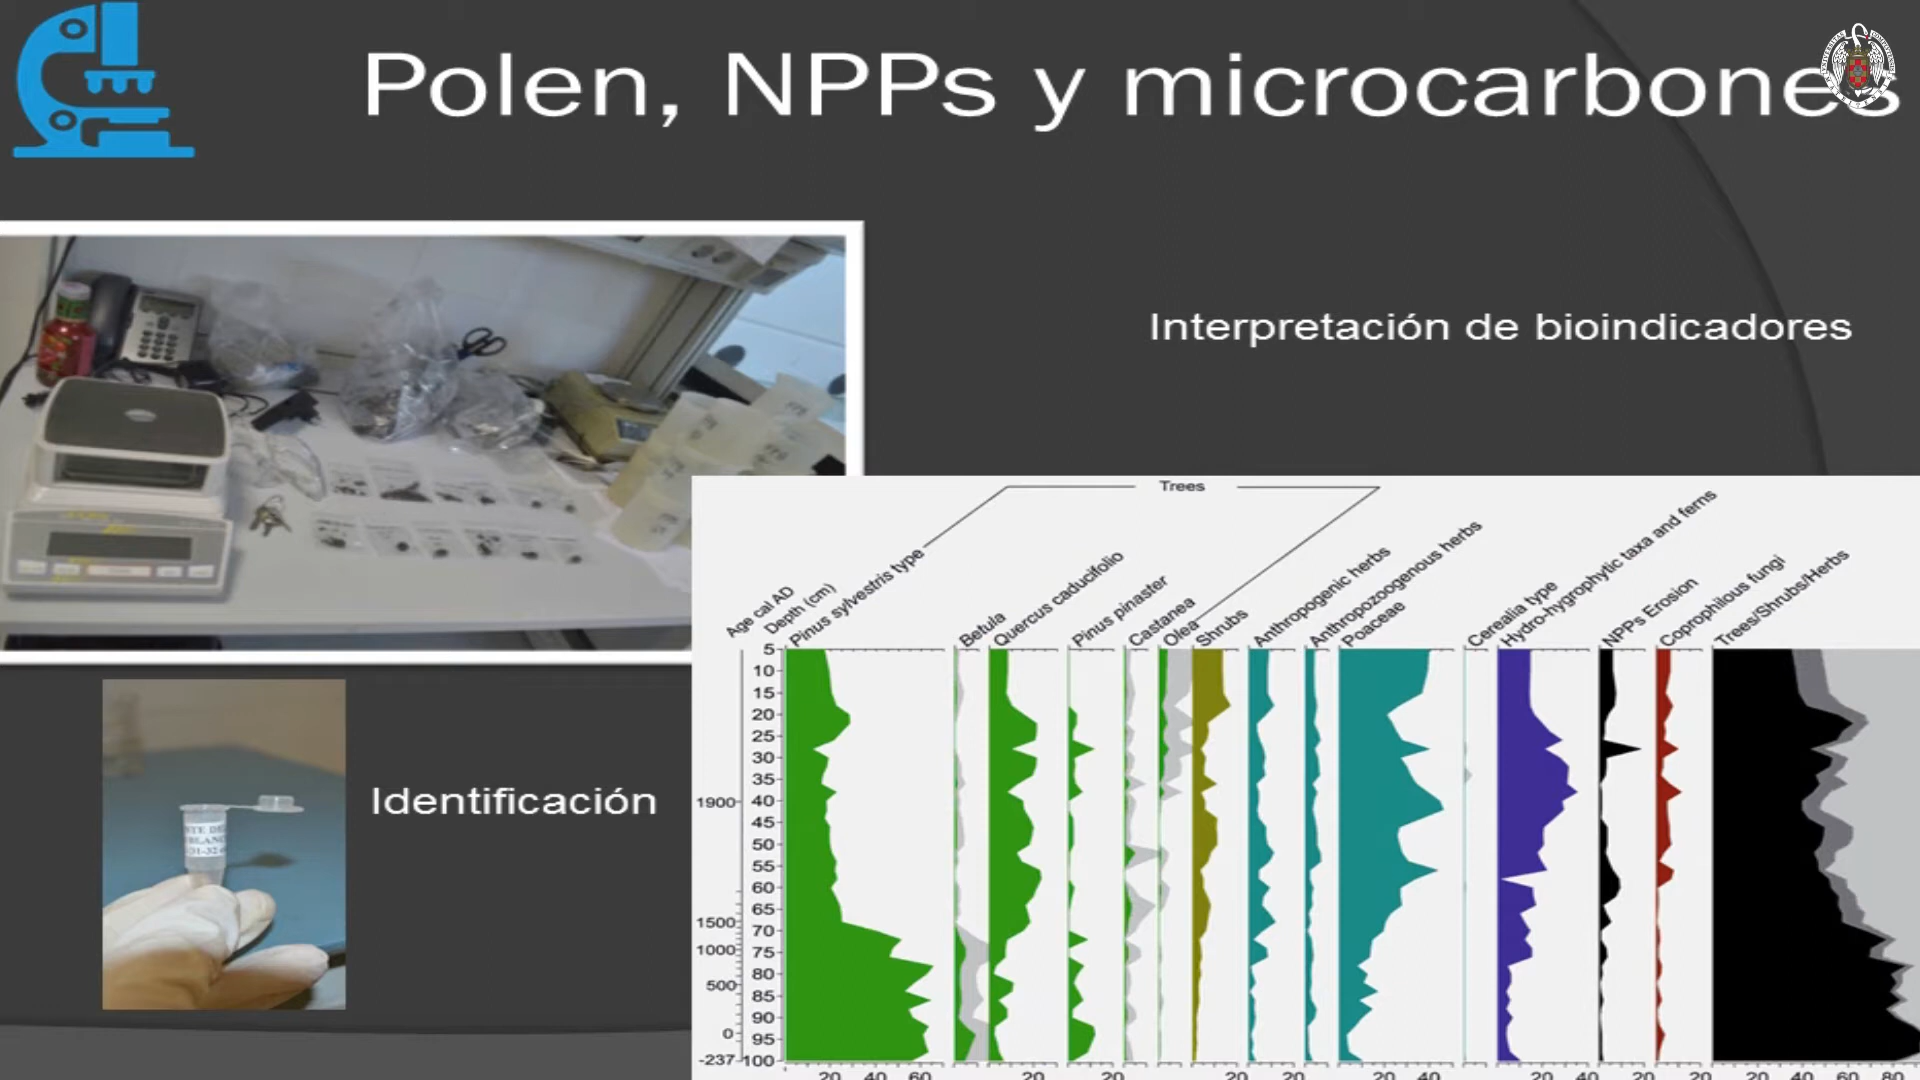 Polen, NPPs y microcarbones
Interpretación de bioindicadores
Identificación
Trees
Age cal AD
Depth (cm)
Pinus sylvestris type
Betula
Quercus caducifolio
Pinus pinaster
Castanea
Olea
Shrubs
Anthropogenic herbs
Anthropozoogenous herbs
Poaceae
Cerealia type
Hydro-hygrophytic taxa and ferns
NPPs Erosion
Coprophilous fungi
Trees/Shrubs/Herbs
5
10
15
20
25
30
35
1900 40
45
50
55
60
65
1500 70
1000 75
80
500 85
90
0 95
-237 100
20 40 60 20 20 20 20 20 20 40 20 40 20 20 20 40 60 80